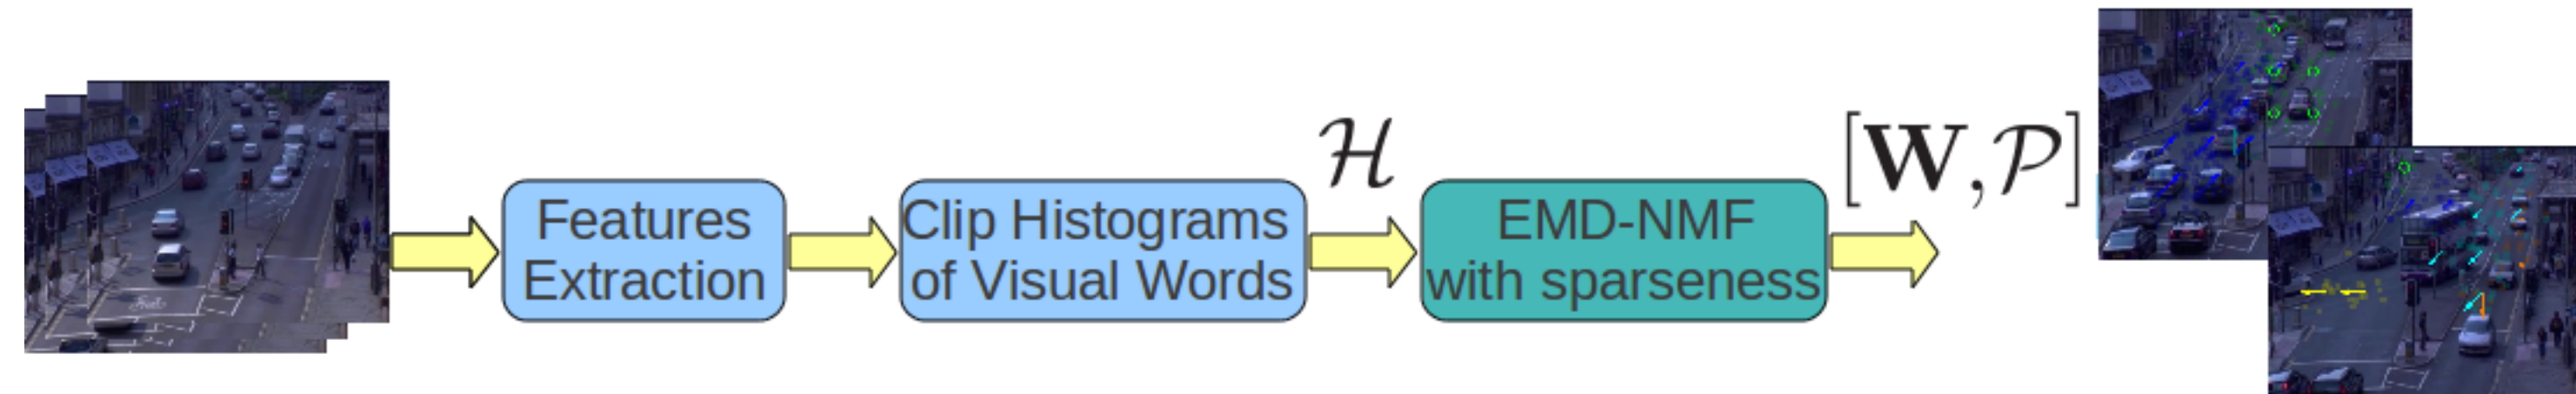 Features
Extraction
Clip Histograms
of Visual Words
ℋ
EMD-NMF
with sparseness
[𝐖,𝒫]